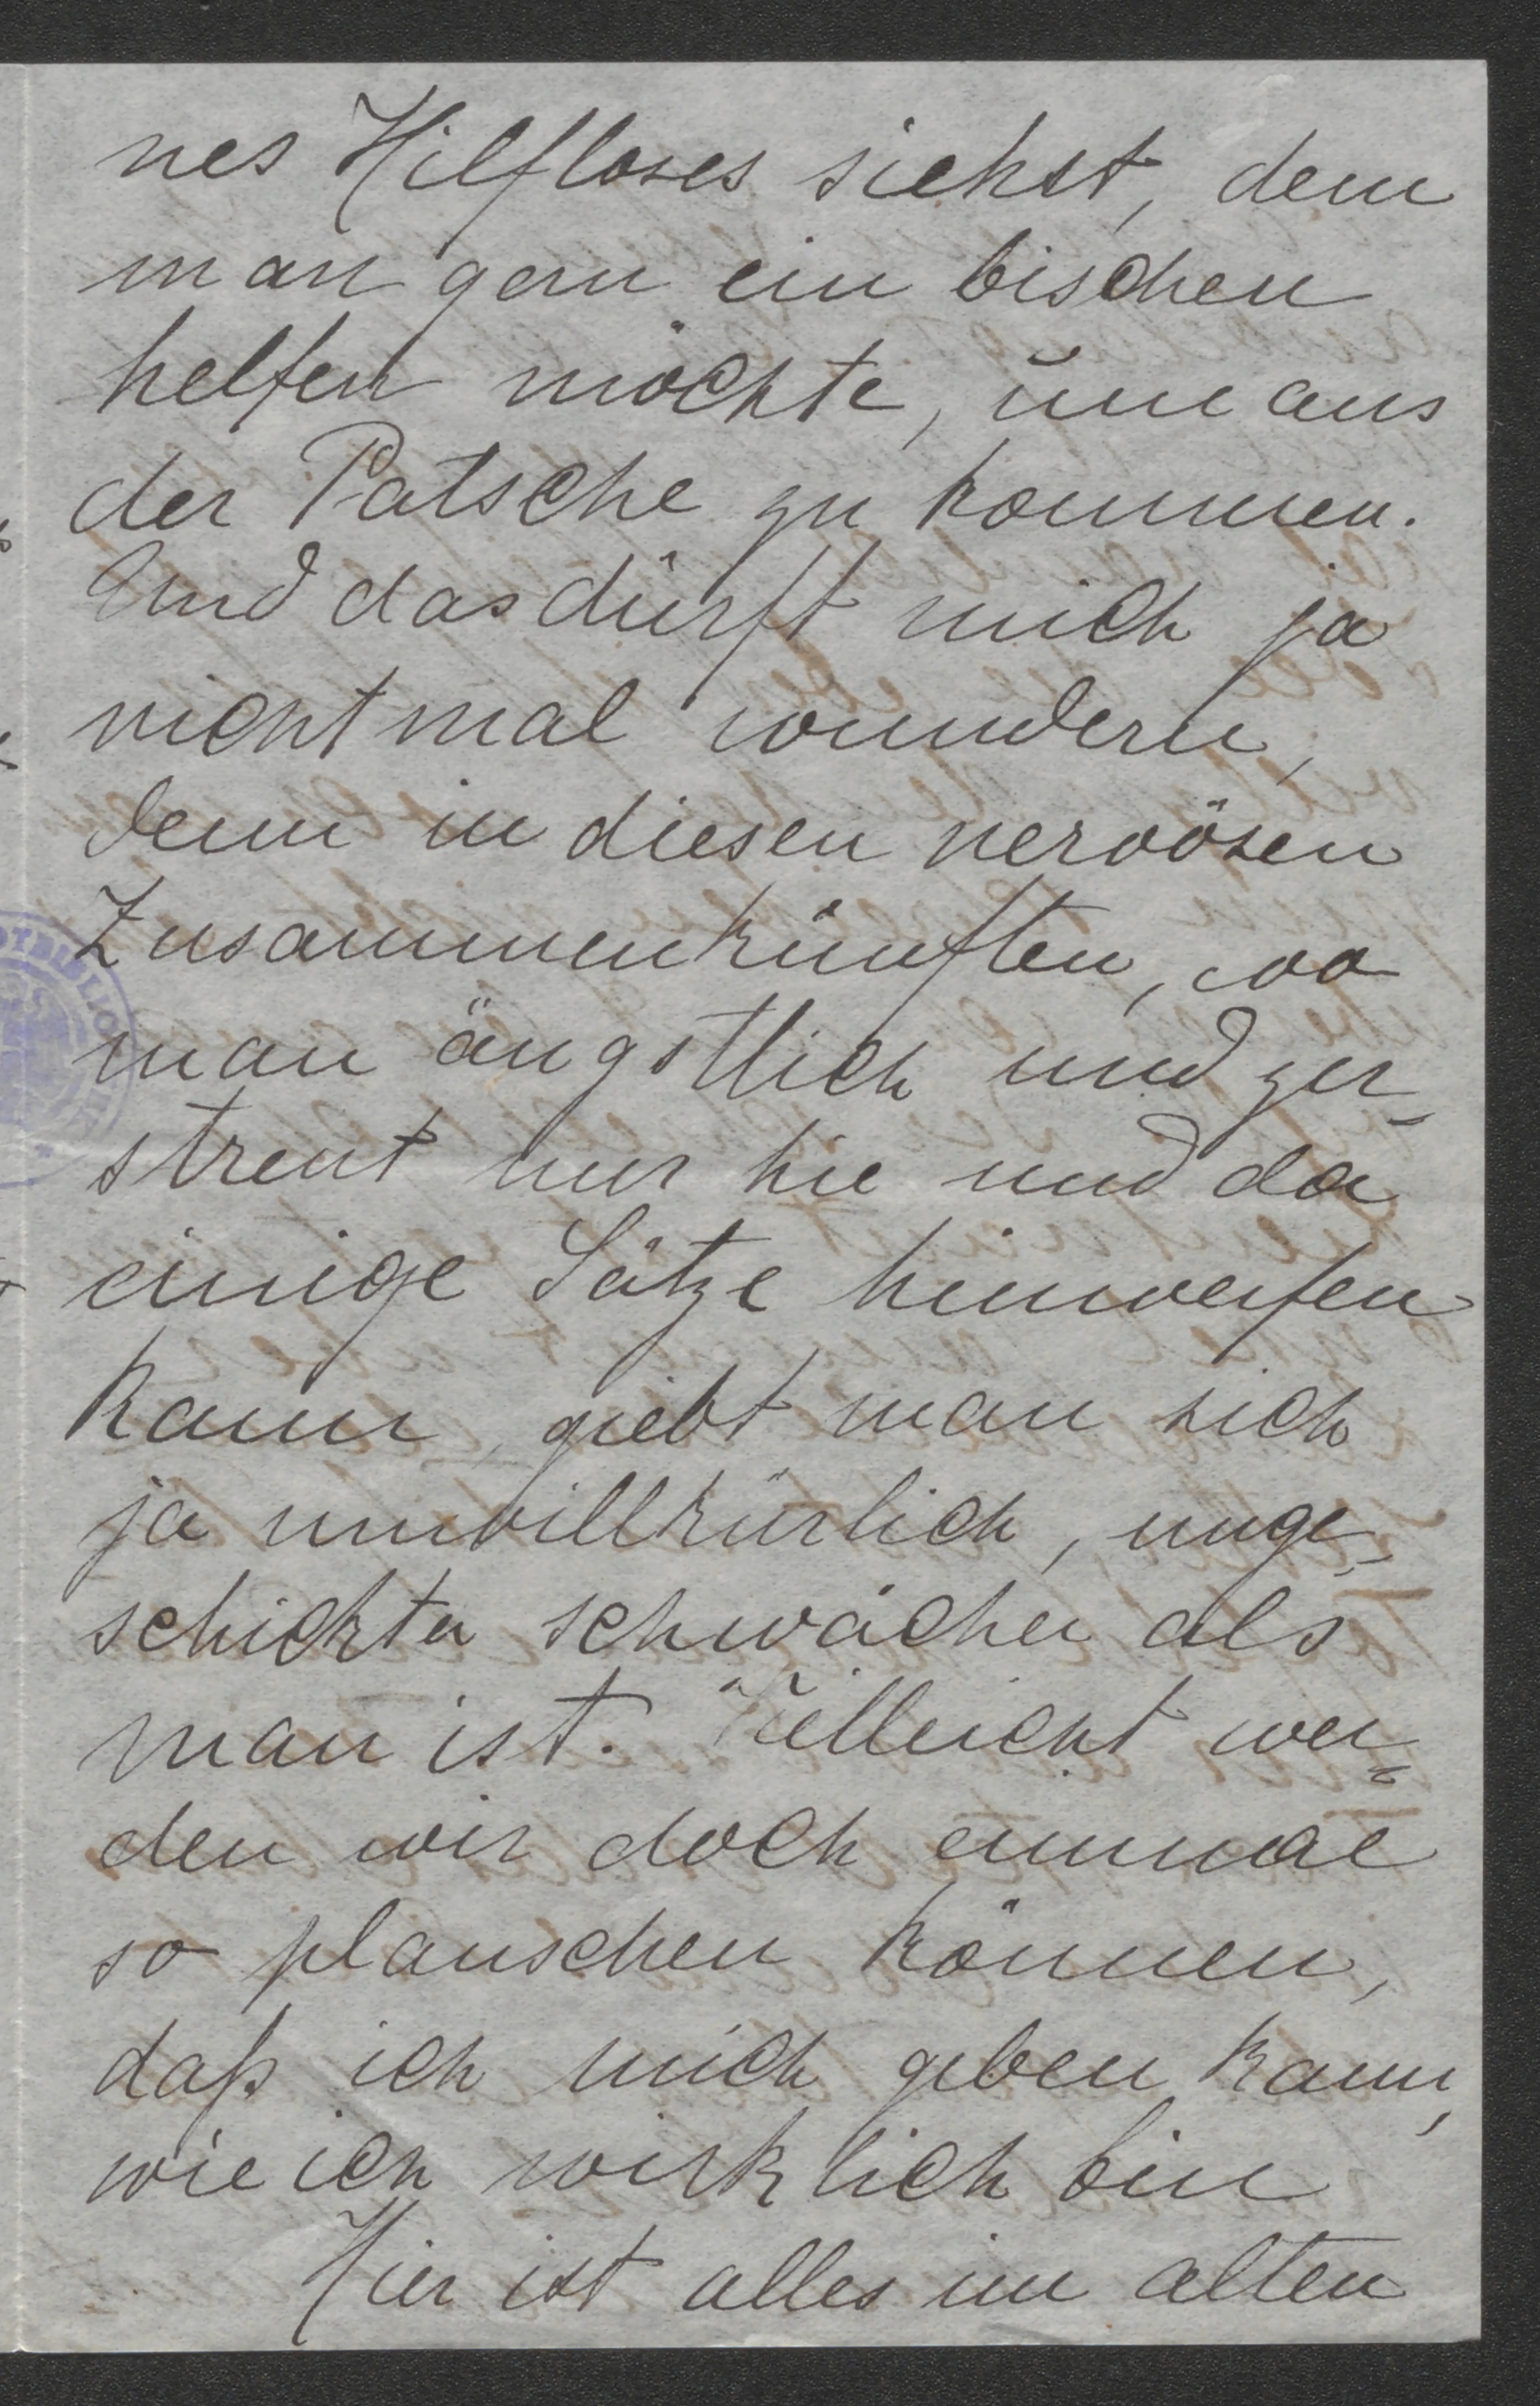 nes Hilfloses siehst, dem
man gern ein bischen
helfen möchte, um aus
der Patsche zu kommen.
Und das dürft mich ja
nicht mal wundern,
denn in diesen nervösen
Zusammenkünften, wo
man ängstlich und zer-
streut nur hie und da
einige Sätze hinwerfen
kann, giebt man sich
ja unwillkürlich, unge-
schickter schwächer als
man ist. Vielleicht wer-
den wir doch einmal
so plauschen können,
daß ich mich geben kann,
wie ich wirklich bin
Hier ist alles im alten